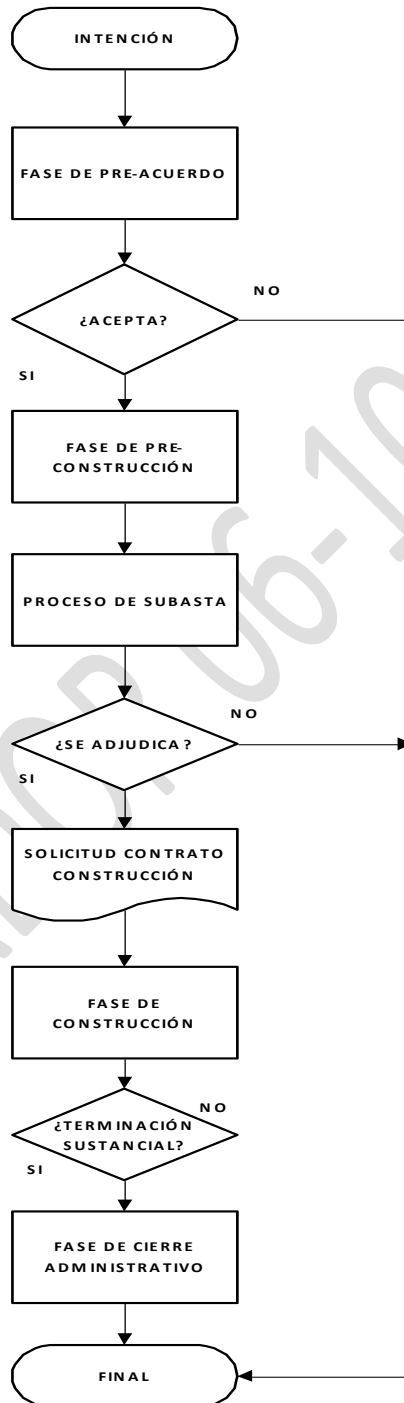 INTENCIÓN
FASE DE PRE-ACUERDO
¿ACEPTA?
NO
SI
FASE DE PRE-
CONSTRUCCIÓN
PROCESO DE SUBASTA
¿SE ADJUDICA?
NO
SI
SOLICITUD CONTRATO
CONSTRUCCIÓN
FASE DE
CONSTRUCCIÓN
¿TERMINACIÓN
SUSTANCIAL?
NO
SI
FASE DE CIERRE
ADMINISTRATIVO
FINAL